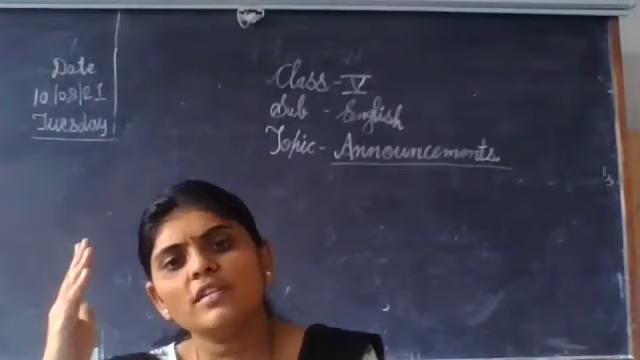 Date
10/08/21
Tuesday
Class - V
Sub - English
Topic - Announcements